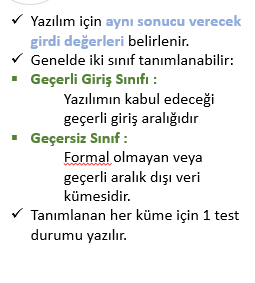 ✓ Yazılım için aynı sonucu verecek
girdi değerleri belirlenir.
✓ Genelde iki sınıf tanımlanabilir:
▪ Geçerli Giriş Sınıfı :
Yazılımın kabul edeceği
geçerli giriş aralığıdır
▪ Geçersiz Sınıf :
Formal olmayan veya
geçerli aralık dışı veri
kümesidir.
✓ Tanımlanan her küme için 1 test
durumu yazılır.